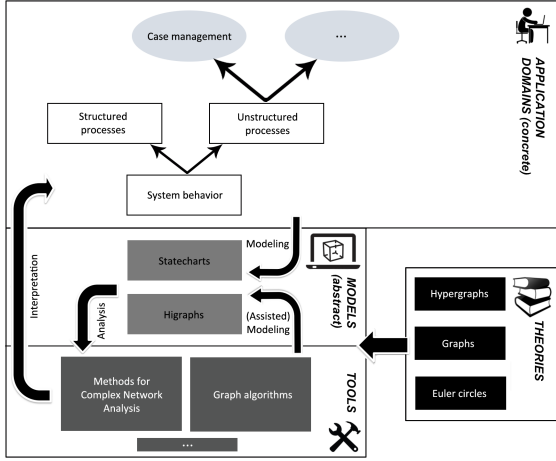 Case management
...
APPLICATION
DOMAINS (concrete)
Structured
processes
Unstructured
processes
System behavior
Interpretation
Modeling
Statecharts
MODELS
(abstract)
Analysis
Higraphs
(Assisted)
Modeling
Hypergraphs
Graphs
Euler circles
THEORIES
Methods for
Complex Network
Analysis
Graph algorithms
TOOLS
...